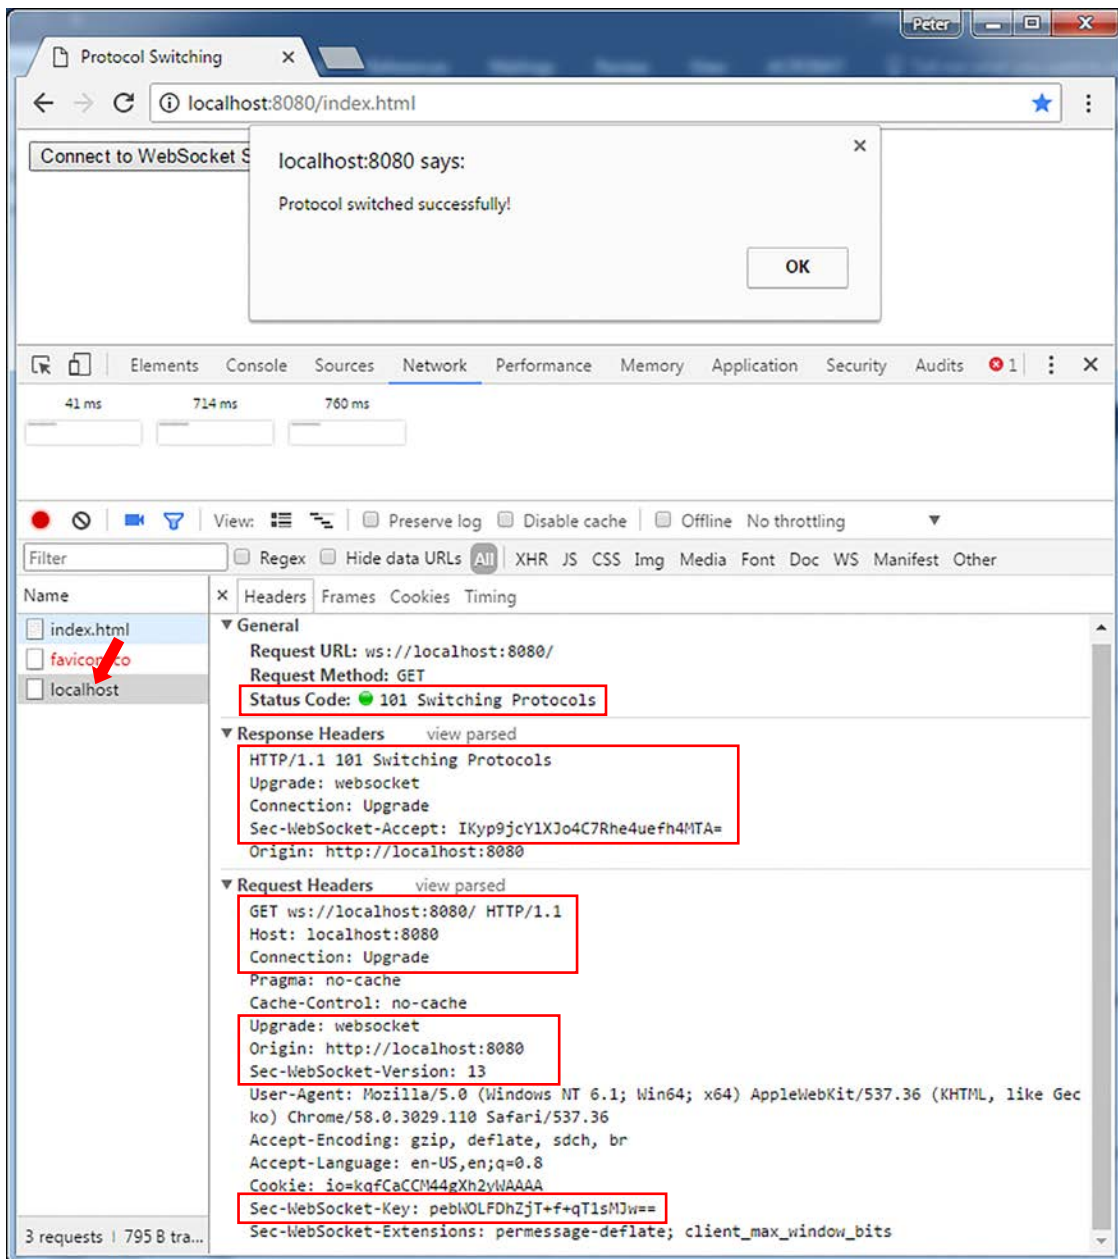 Peter
Protocol Switching
localhost:8080/index.html
Connect to WebSocket S
localhost:8080 says:
Protocol switched successfully!
OK
Elements Console Sources Network Performance Memory Application Security Audits 1
41 ms 714 ms 760 ms
View: Preserve log Disable cache Offline No throttling
Filter Regex Hide data URLs All XHR JS CSS Img Media Font Doc WS Manifest Other
Name
index.html
favicon.ico
localhost
Headers Frames Cookies Timing
General
Request URL: ws://localhost:8080/
Request Method: GET
Status Code: 101 Switching Protocols
Response Headers view parsed
HTTP/1.1 101 Switching Protocols
Upgrade: websocket
Connection: Upgrade
Sec-WebSocket-Accept: IKyp9jcYlXJo4C7Rhe4uefh4MTA=
Origin: http://localhost:8080
Request Headers view parsed
GET ws://localhost:8080/ HTTP/1.1
Host: localhost:8080
Connection: Upgrade
Pragma: no-cache
Cache-Control: no-cache
Upgrade: websocket
Origin: http://localhost:8080
Sec-WebSocket-Version: 13
User-Agent: Mozilla/5.0 (Windows NT 6.1; Win64; x64) AppleWebKit/537.36 (KHTML, like Gec
ko) Chrome/58.0.3029.110 Safari/537.36
Accept-Encoding: gzip, deflate, sdch, br
Accept-Language: en-US,en;q=0.8
Cookie: io=kqfCaCCM44gXh2yWAAAA
Sec-WebSocket-Key: pebWOLFDhZjT+f+qT1sMJw==
Sec-WebSocket-Extensions: permessage-deflate; client_max_window_bits
3 requests | 795 B tra...